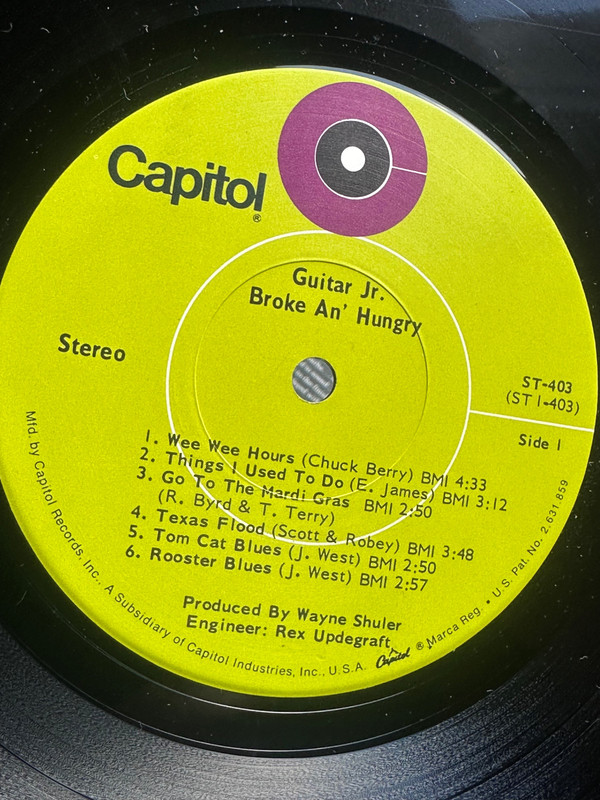 Capitol®
Guitar Jr.
Broke An' Hungry
Stereo
ST-403
(ST 1-403)
Side 1
1. Wee Wee Hours (Chuck Berry) BMI 4:33
2. Things I Used To Do (E. James) BMI 3:12
3. Go To The Mardi Gras BMI 2:50
(R. Byrd & T. Terry)
4. Texas Flood (Scott & Robey) BMI 3:48
5. Tom Cat Blues (J. West) BMI 2:50
6. Rooster Blues (J. West) BMI 2:57
Produced By Wayne Shuler
Engineer: Rex Updegraft
Mfd. by Capitol Records, Inc., A Subsidiary of Capitol Industries, Inc., U.S.A. Capitol ® Marca Reg. • U.S. Pat. No. 2,631,859